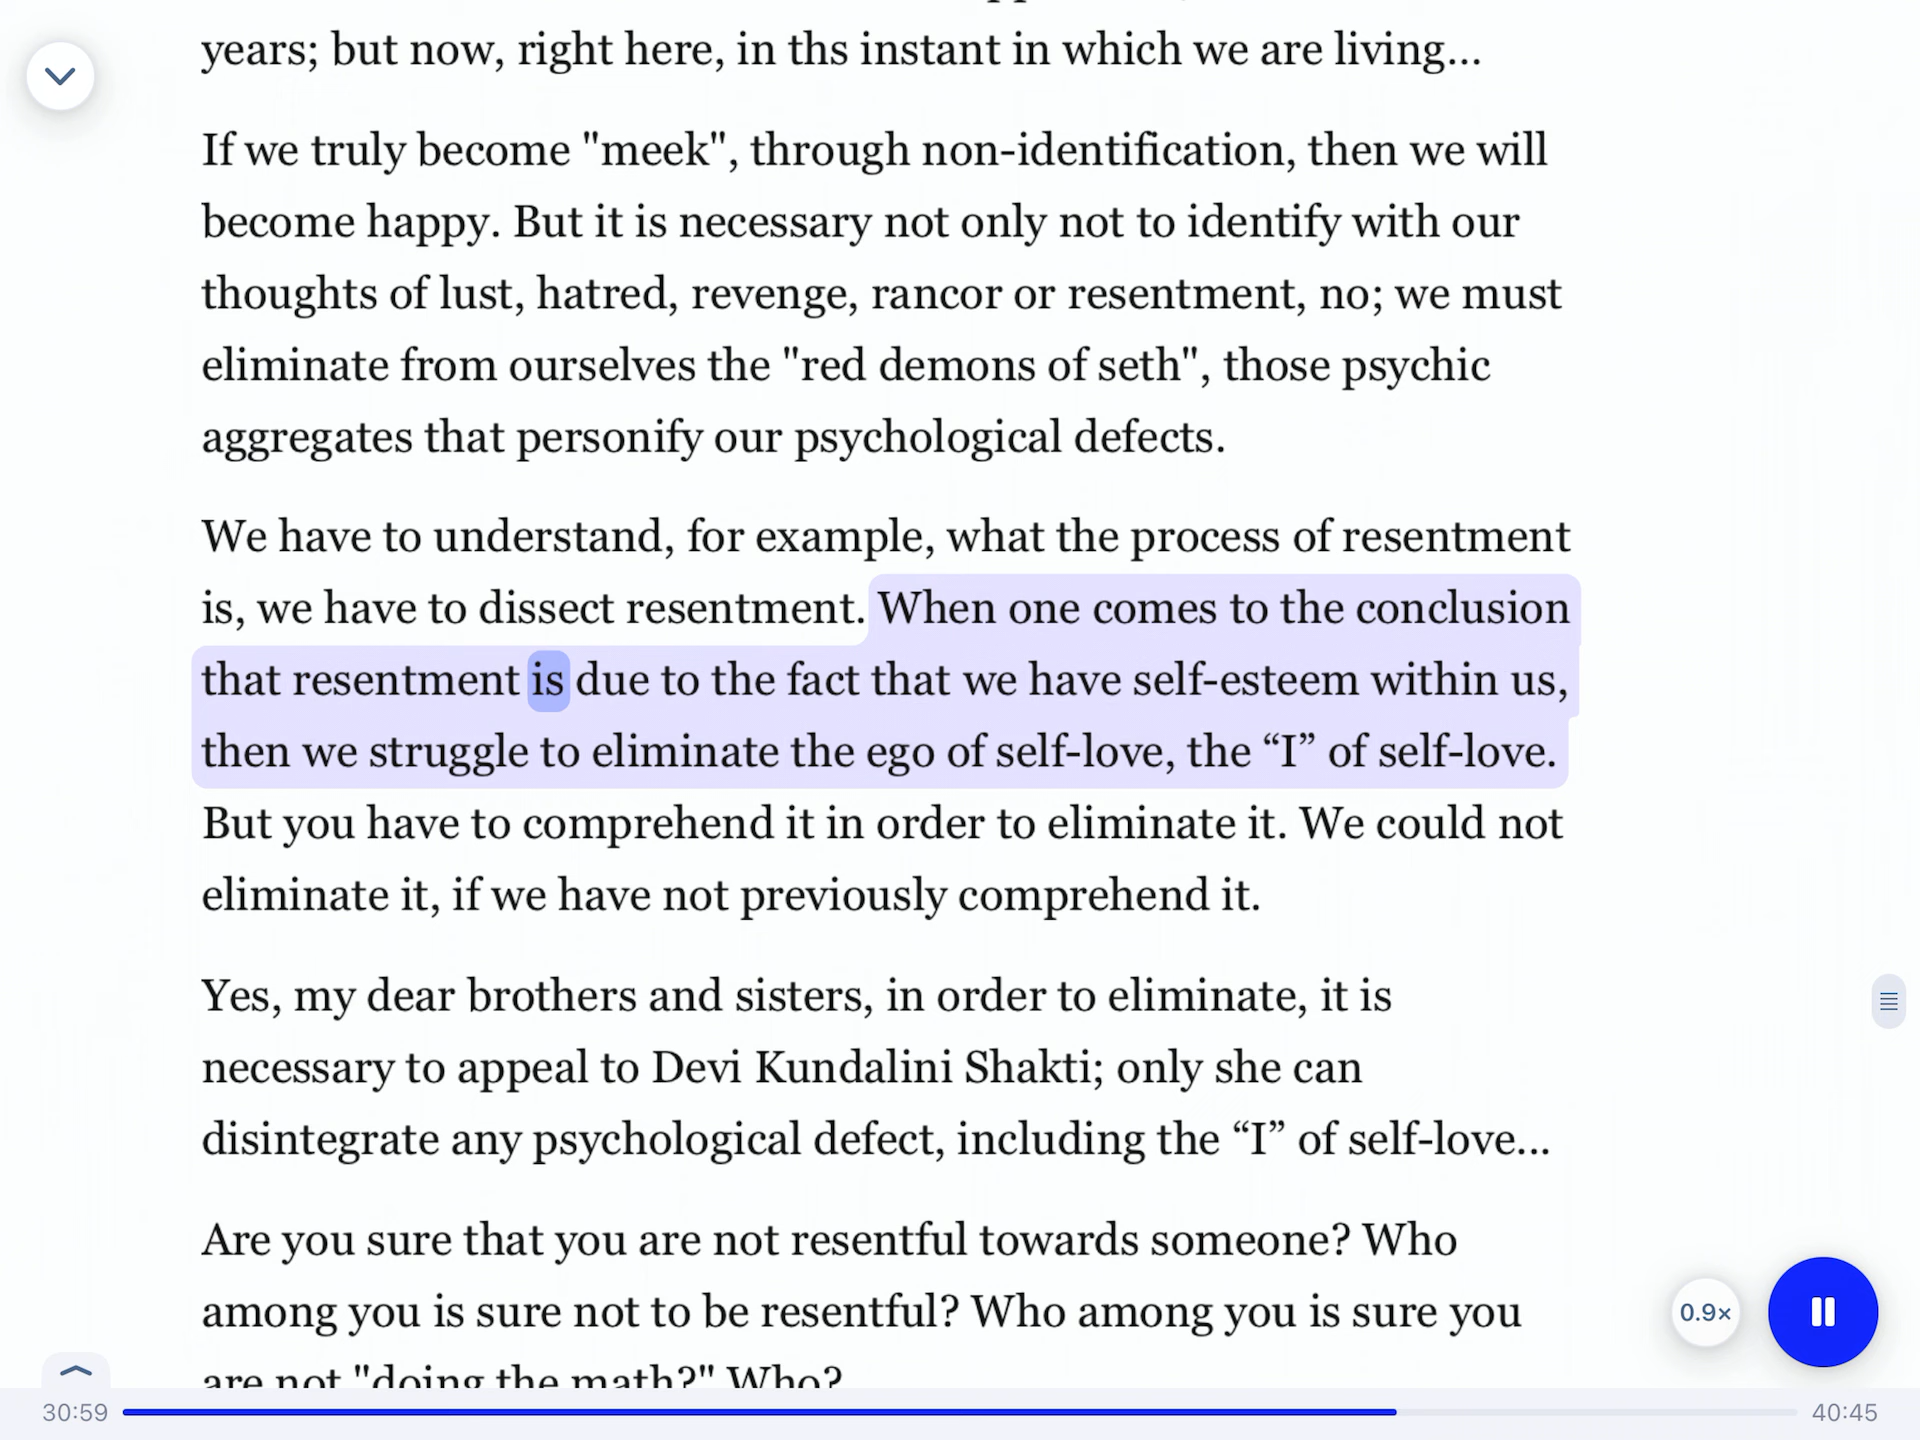 years; but now, right here, in ths instant in which we are living...
If we truly become "meek", through non-identification, then we will
become happy. But it is necessary not only not to identify with our
thoughts of lust, hatred, revenge, rancor or resentment, no; we must
eliminate from ourselves the "red demons of seth", those psychic
aggregates that personify our psychological defects.
We have to understand, for example, what the process of resentment
is, we have to dissect resentment. When one comes to the conclusion
that resentment is due to the fact that we have self-esteem within us,
then we struggle to eliminate the ego of self-love, the “I” of self-love.
But you have to comprehend it in order to eliminate it. We could not
eliminate it, if we have not previously comprehend it.
Yes, my dear brothers and sisters, in order to eliminate, it is
necessary to appeal to Devi Kundalini Shakti; only she can
disintegrate any psychological defect, including the “I” of self-love...
Are you sure that you are not resentful towards someone? Who
among you is sure not to be resentful? Who among you is sure you
are not "doing the math?" Who?
0.9×
30:59
40:45